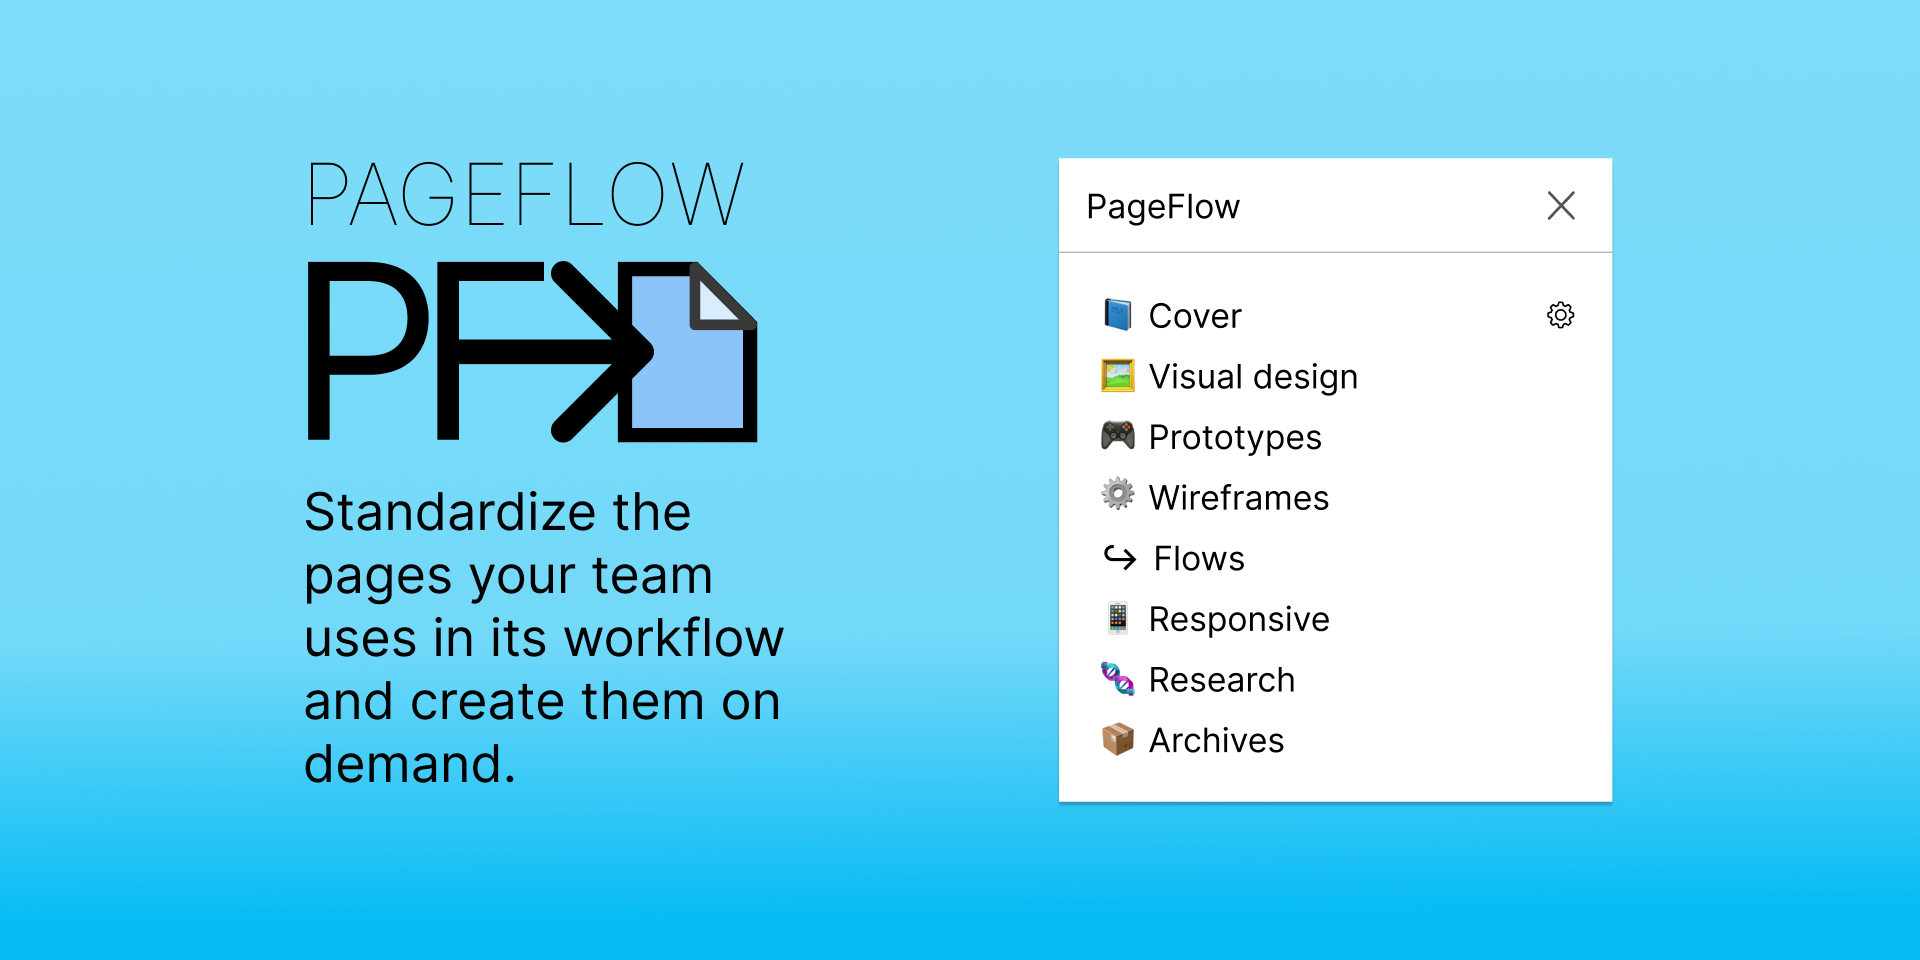 PAGEFLOW
PF
Standardize the
pages your team
uses in its workflow
and create them on
demand.
PageFlow
Cover
Visual design
Prototypes
Wireframes
Flows
Responsive
Research
Archives